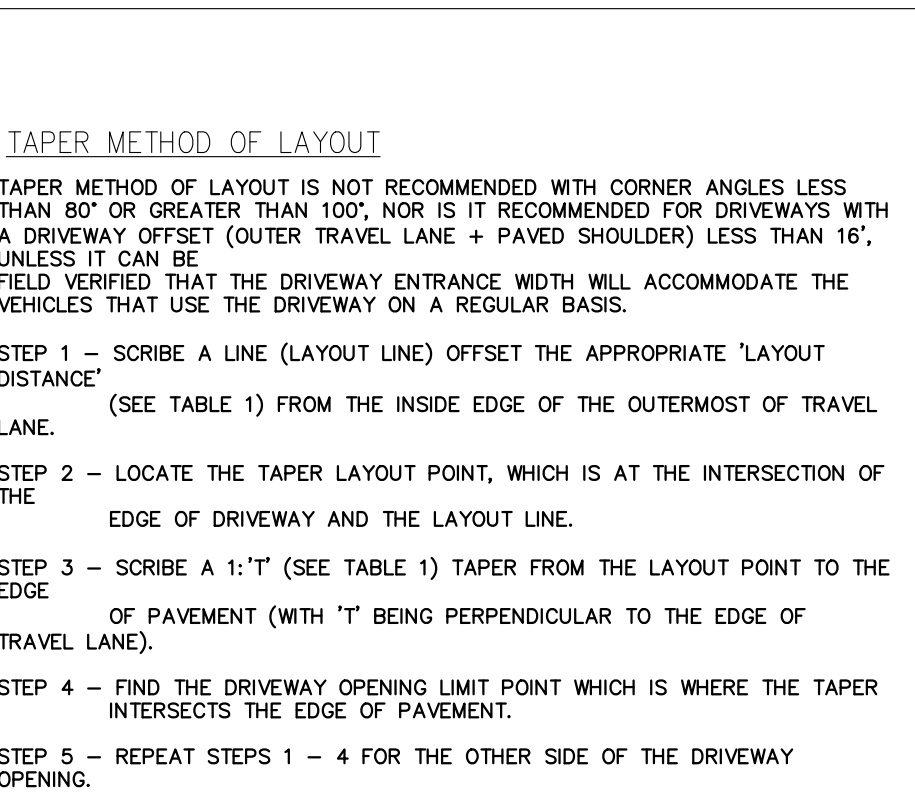 TAPER METHOD OF LAYOUT
TAPER METHOD OF LAYOUT IS NOT RECOMMENDED WITH CORNER ANGLES LESS
THAN 80° OR GREATER THAN 100°, NOR IS IT RECOMMENDED FOR DRIVEWAYS WITH
A DRIVEWAY OFFSET (OUTER TRAVEL LANE + PAVED SHOULDER) LESS THAN 16',
UNLESS IT CAN BE
FIELD VERIFIED THAT THE DRIVEWAY ENTRANCE WIDTH WILL ACCOMMODATE THE
VEHICLES THAT USE THE DRIVEWAY ON A REGULAR BASIS.
STEP 1 – SCRIBE A LINE (LAYOUT LINE) OFFSET THE APPROPRIATE 'LAYOUT
DISTANCE'
(SEE TABLE 1) FROM THE INSIDE EDGE OF THE OUTERMOST OF TRAVEL
LANE.
STEP 2 – LOCATE THE TAPER LAYOUT POINT, WHICH IS AT THE INTERSECTION OF
THE
EDGE OF DRIVEWAY AND THE LAYOUT LINE.
STEP 3 – SCRIBE A 1:'T' (SEE TABLE 1) TAPER FROM THE LAYOUT POINT TO THE
EDGE
OF PAVEMENT (WITH 'T' BEING PERPENDICULAR TO THE EDGE OF
TRAVEL LANE).
STEP 4 – FIND THE DRIVEWAY OPENING LIMIT POINT WHICH IS WHERE THE TAPER
INTERSECTS THE EDGE OF PAVEMENT.
STEP 5 – REPEAT STEPS 1 – 4 FOR THE OTHER SIDE OF THE DRIVEWAY
OPENING.